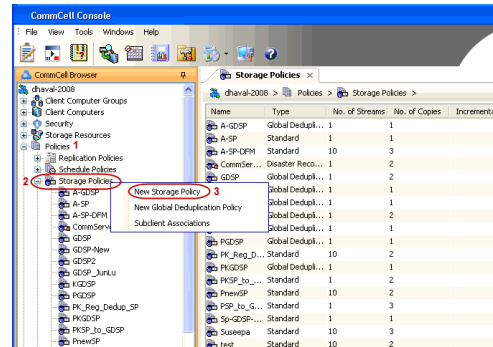 CommCell Console
File View Tools Windows Help
CommCell Browser
dhaval-2008
Client Computer Groups
Client Computers
Security
Storage Resources
Policies 1
Replication Policies
Schedule Policies
2 Storage Policies
A-GDSP
A-SP
A-SP-DFM
CommServe
GDSP
GDSP-New
GDSP2
GDSP_JunLu
KGDSP
PGDSP
PK_Reg_Dedup_SP
PKGDSP
PKSP_to_GDSP
PnewSP
New Storage Policy 3
New Global Deduplication Policy
Subclient Associations
Storage Policies ×
dhaval-2008 > Policies > Storage Policies >
Name Type No. of Streams No. of Copies Incrementa
A-GDSP Global Dedupli... 1 1
A-SP Standard 1 1
A-SP-DFM Standard 10 3
CommSer... Disaster Reco... 1 2
GDSP Global Dedupli... 1 2
Global Dedupli... 1 1
Global Dedupli... 1 1
Global Dedupli... 1 2
Global Dedupli... 1 1
PGDSP Global Dedupli... 1 1
PK_Reg_D... Standard 10 2
PKGDSP Global Dedupli... 1 1
PKSP_to_... Standard 1 2
PnewSP Standard 10 2
PSP_to_G... Standard 1 3
Sp-GDSP-... Standard 1 1
Suseepa Standard 10 3
test Standard 10 2